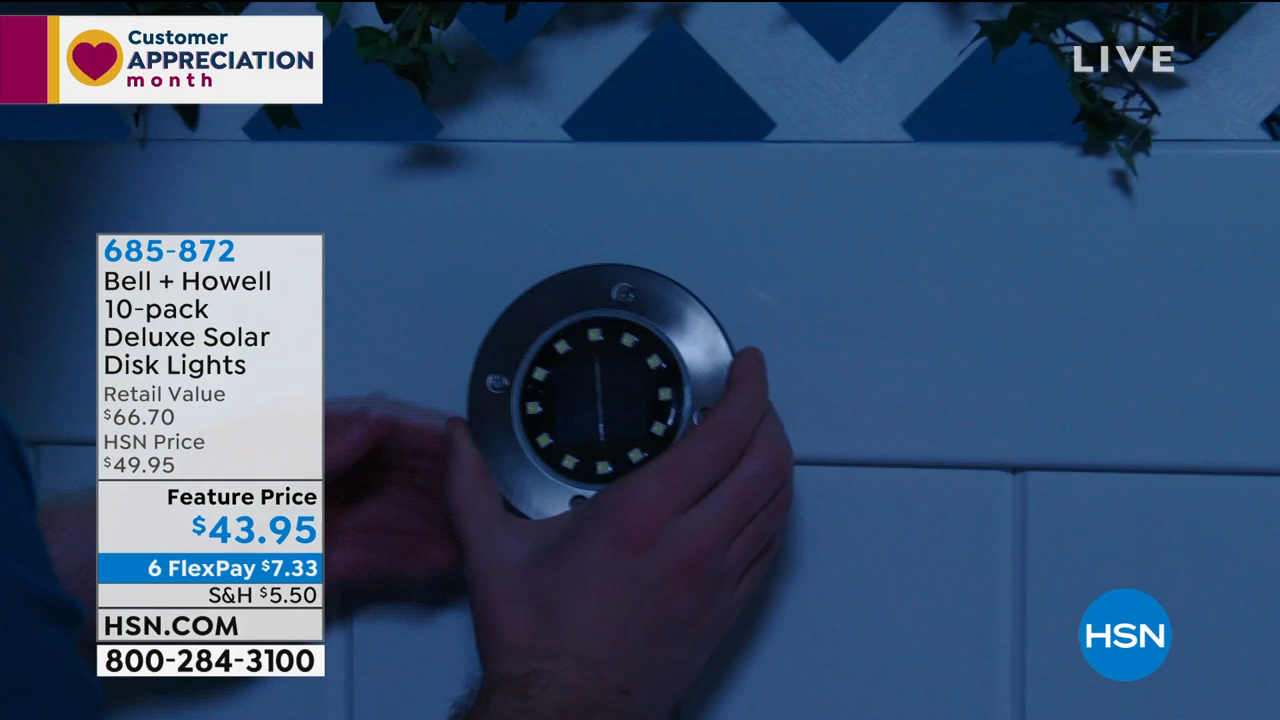 Customer
APPRECIATION
month
LIVE
685-872
Bell + Howell
10-pack
Deluxe Solar
Disk Lights
Retail Value
$66.70
HSN Price
$49.95
Feature Price
$43.95
6 FlexPay $7.33
S&H $5.50
HSN.COM
800-284-3100
HSN